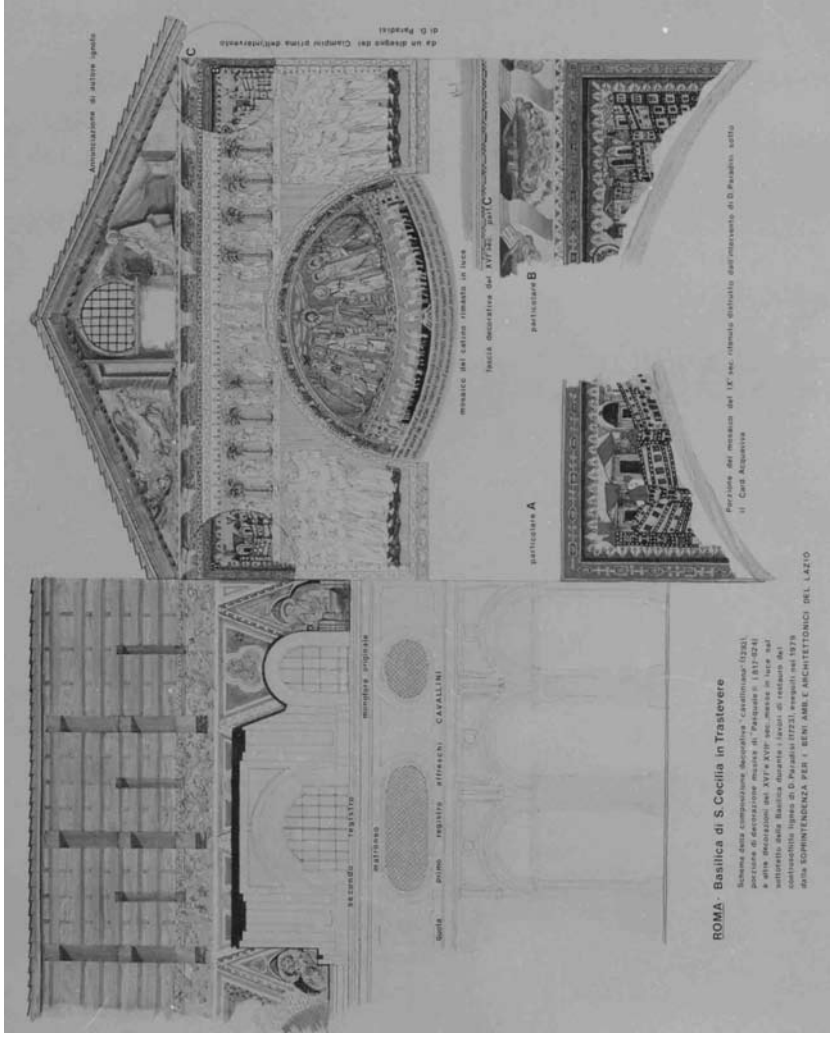 Annunciazione di autore ignoto
C
da un disegno del Ciampini prima dell'intervento
di D. Paradisi
monofora originale
secondo registro
matroneo
Quota primo registro affreschi CAVALLINI
mosaico del catino rimasto in luce
fascia decorativa del XVI° sec. part. C
particolare A
particolare B
Porzione del mosaico del IX° sec. ritenuto distrutto dall'intervento di D. Paradisi sotto
il Card. Acquaviva
ROMA - Basilica di S. Cecilia in Trastevere
Schema della composizione decorativa "cavalliniana" (1293),
porzione di decorazione musiva di "Pasquale I" (817-824)
e altre decorazioni del XVI° e XVII° sec., messe in luce nel
sottotetto della Basilica durante i lavori di restauro del
controsoffitto ligneo di D. Paradisi (1723), eseguiti nel 1979
dalla SOPRINTENDENZA PER I BENI AMB. E ARCHITETTONICI DEL LAZIO